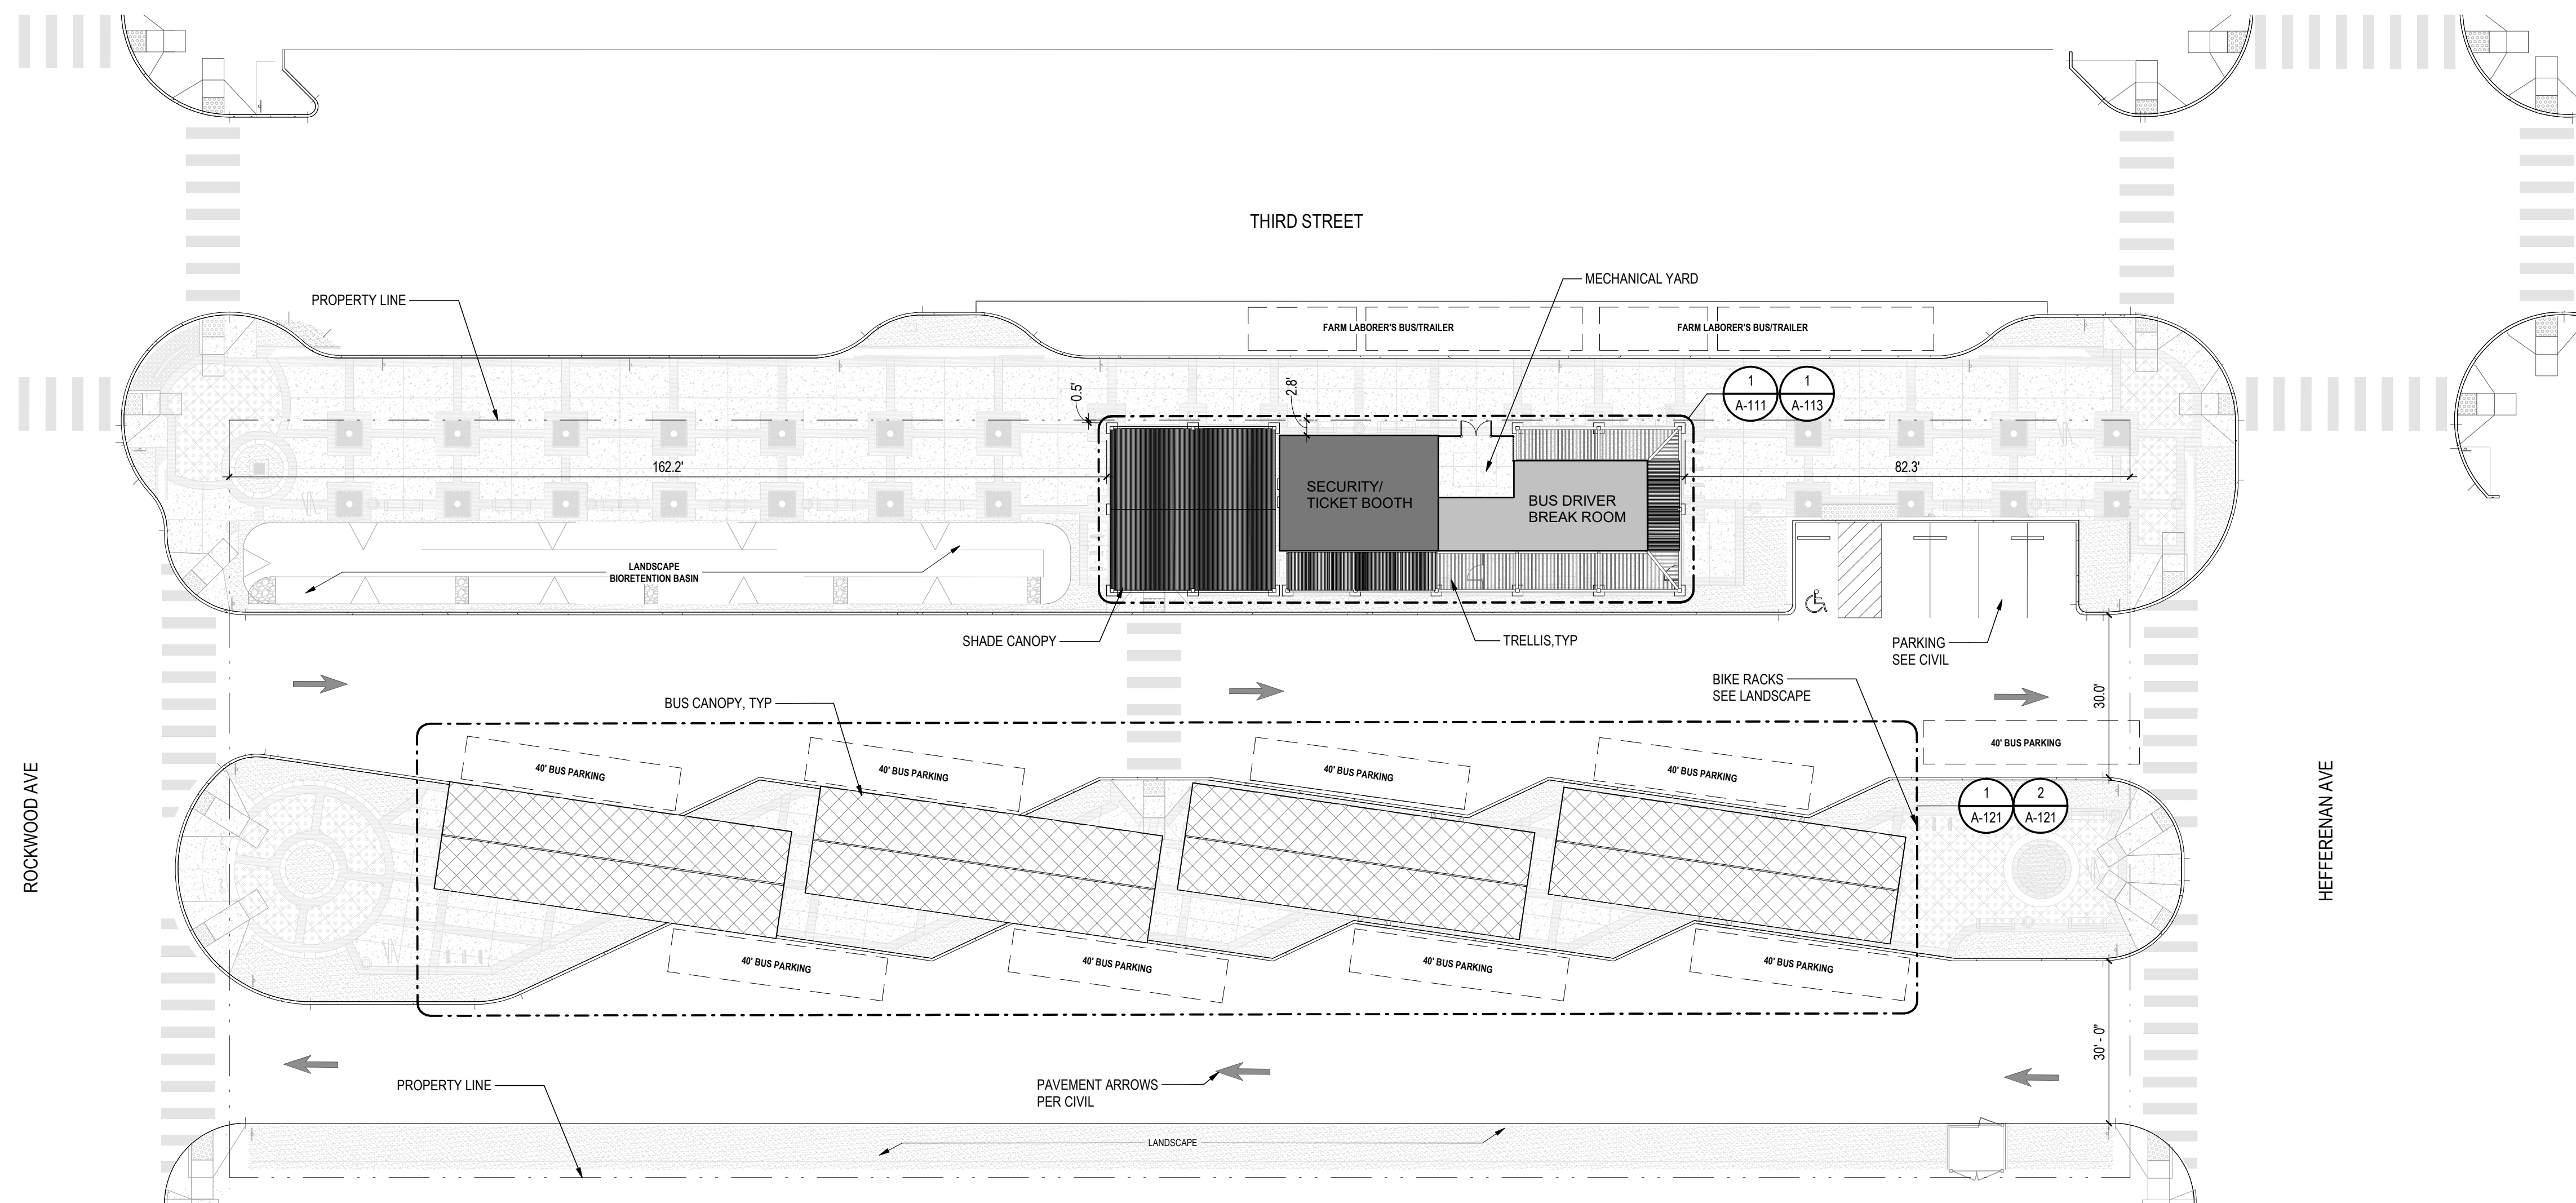 THIRD STREET
MECHANICAL YARD
PROPERTY LINE
FARM LABORER'S BUS/TRAILER
FARM LABORER'S BUS/TRAILER
0.5'
2.8'
1
A-111
1
A-113
162.2'
82.3'
SECURITY/
TICKET BOOTH
BUS DRIVER
BREAK ROOM
LANDSCAPE
BIORETENTION BASIN
SHADE CANOPY
TRELLIS,TYP
PARKING
SEE CIVIL
BUS CANOPY, TYP
BIKE RACKS
SEE LANDSCAPE
30.0'
40' BUS PARKING
40' BUS PARKING
40' BUS PARKING
40' BUS PARKING
40' BUS PARKING
1
A-121
2
A-121
ROCKWOOD AVE
HEFFERENAN AVE
40' BUS PARKING
40' BUS PARKING
40' BUS PARKING
40' BUS PARKING
30' - 0"
PROPERTY LINE
PAVEMENT ARROWS
PER CIVIL
LANDSCAPE